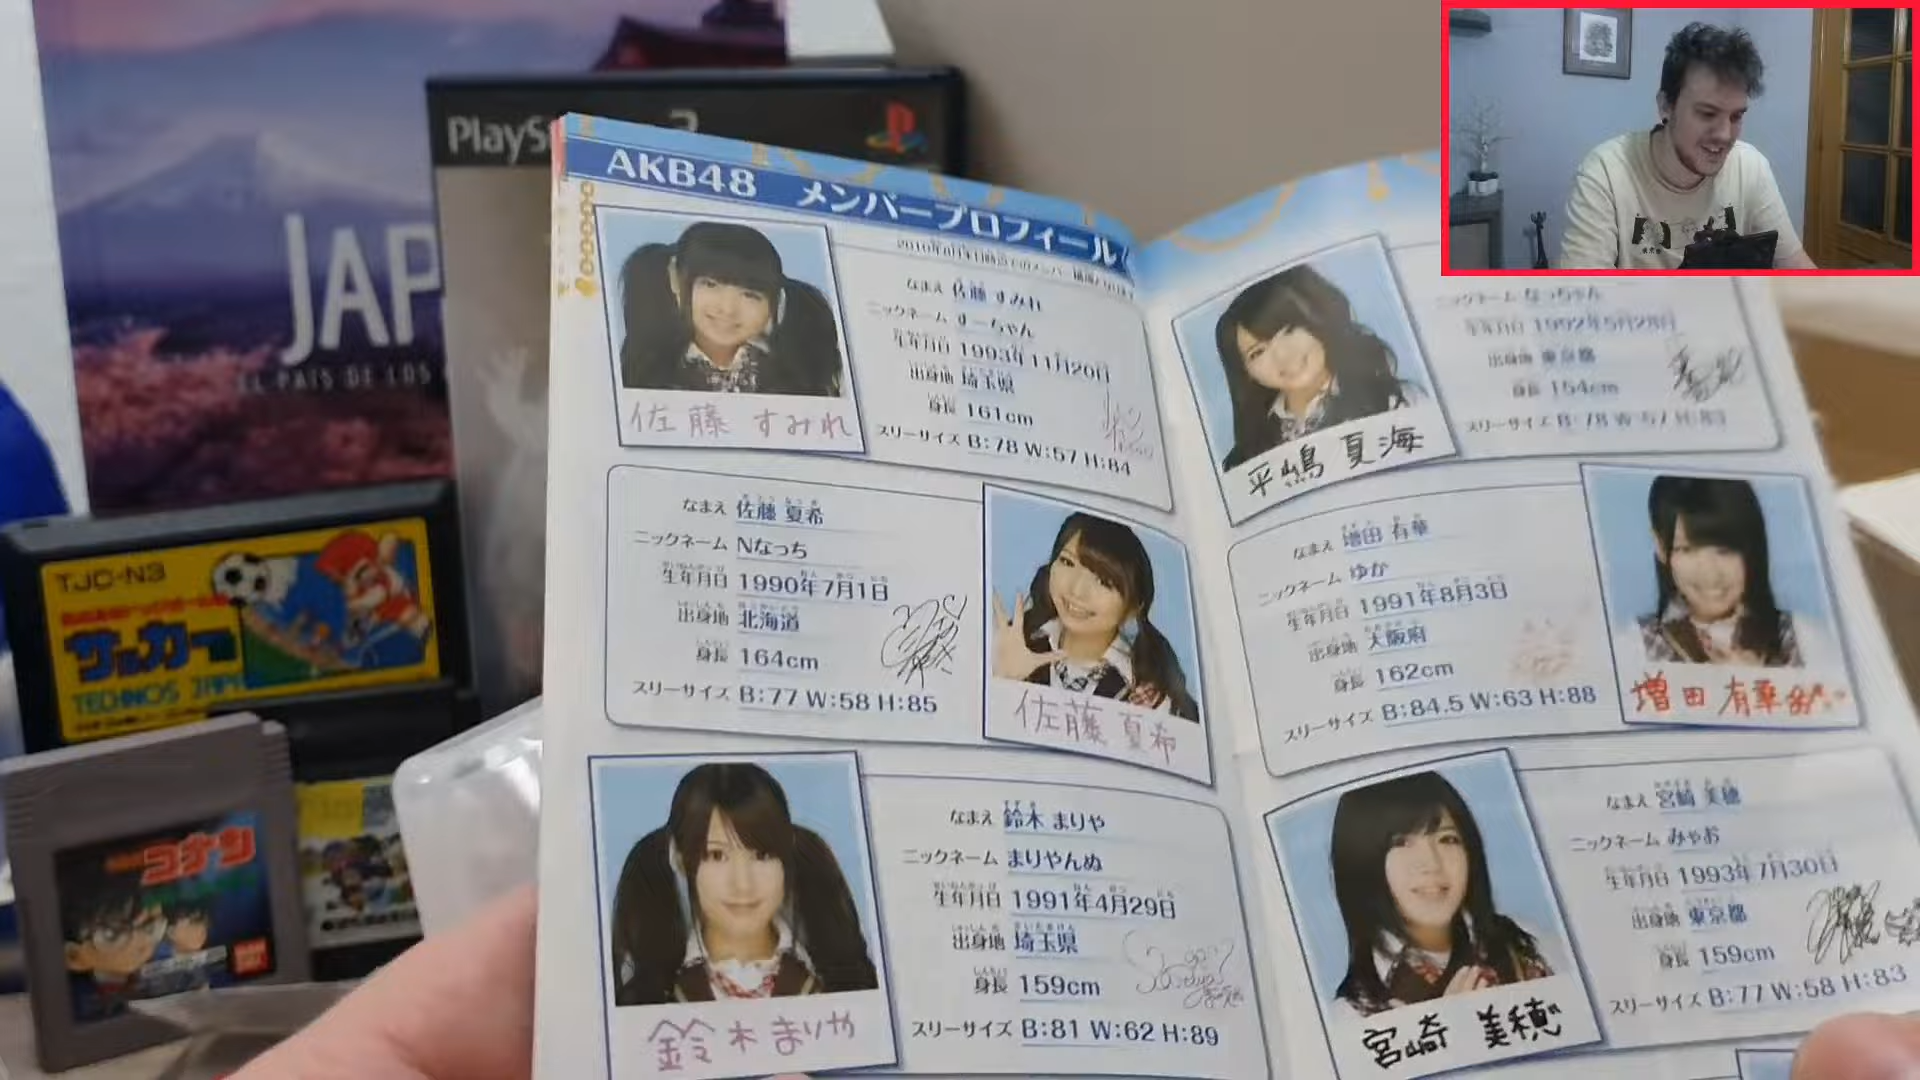 JAP
EL PAIS DE LOS
PlayS
TJC-N3
サッカー
TECHNOS JAPA
コナン
BAN
AKB48 メンバープロフィール
なまえ 佐藤 すみれ
ニックネーム すーちゃん
生年月日 1993年11月20日
出身地 埼玉県
身長 161cm
スリーサイズ B:78 W:57 H:84
佐藤 すみれ
なまえ 佐藤 夏希
ニックネーム Nなっち
生年月日 1990年7月1日
出身地 北海道
身長 164cm
スリーサイズ B:77 W:58 H:85
佐藤 夏希
なまえ 鈴木 まりや
ニックネーム まりやんぬ
生年月日 1991年4月29日
出身地 埼玉県
身長 159cm
スリーサイズ B:81 W:62 H:89
鈴木 まりや
ニックネーム なっちゃん
生年月日 1992年5月28日
出身地 東京都
身長 154cm
スリーサイズ B:78 W:57 H:83
平嶋 夏海
なまえ 増田 有華
ニックネーム ゆか
生年月日 1991年8月3日
出身地 大阪府
身長 162cm
スリーサイズ B:84.5 W:63 H:88
増田 有華
なまえ 宮崎 美穂
ニックネーム みゃお
生年月日 1993年7月30日
出身地 東京都
身長 159cm
スリーサイズ B:77 W:58 H:83
宮崎 美穂